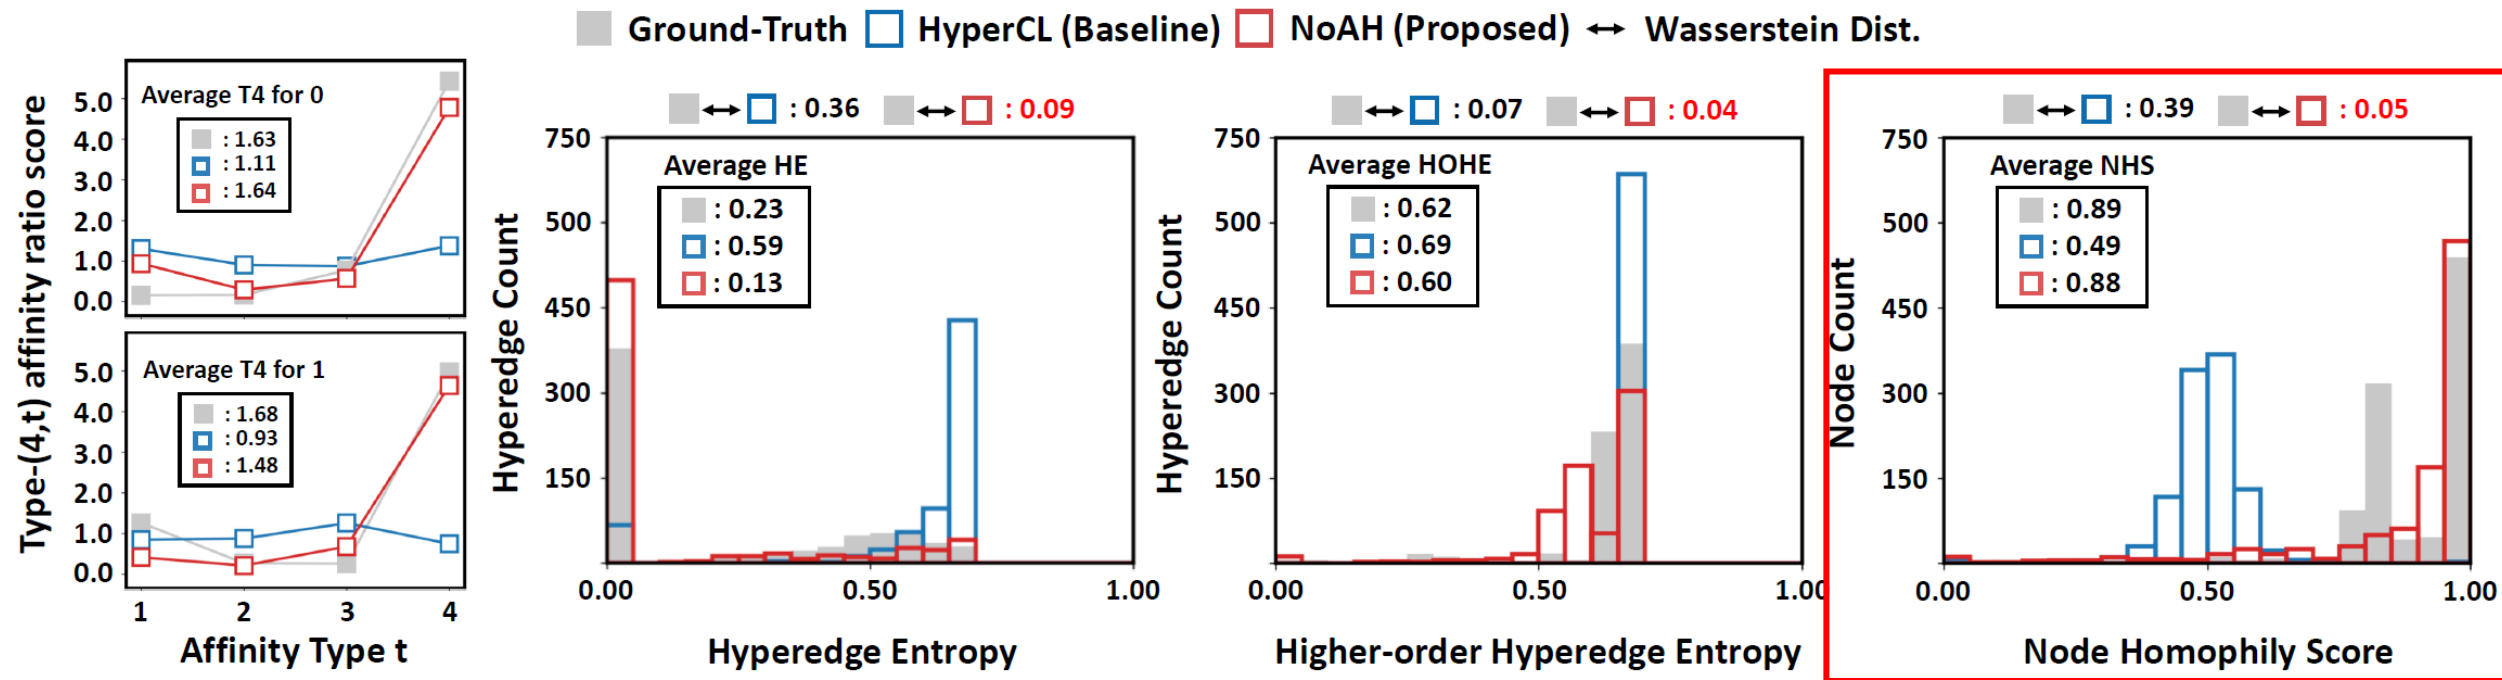 Ground-Truth HyperCL (Baseline) NoAH (Proposed) ↔ Wasserstein Dist.
Type-(4,t) affinity ratio score
Average T4 for 0
: 1.63
: 1.11
: 1.64
5.0
4.0
3.0
2.0
1.0
0.0
Average T4 for 1
: 1.68
: 0.93
: 1.48
5.0
4.0
3.0
2.0
1.0
0.0
1 2 3 4
Affinity Type t
↔ : 0.36 ↔ : 0.09
Hyperedge Count
750
500
450
300
150
Average HE
: 0.23
: 0.59
: 0.13
0.00 0.50 1.00
Hyperedge Entropy
↔ : 0.07 ↔ : 0.04
Hyperedge Count
750
500
450
300
150
Average HOHE
: 0.62
: 0.69
: 0.60
0.00 0.50 1.00
Higher-order Hyperedge Entropy
↔ : 0.39 ↔ : 0.05
Node Count
750
500
450
300
150
Average NHS
: 0.89
: 0.49
: 0.88
0.00 0.50 1.00
Node Homophily Score